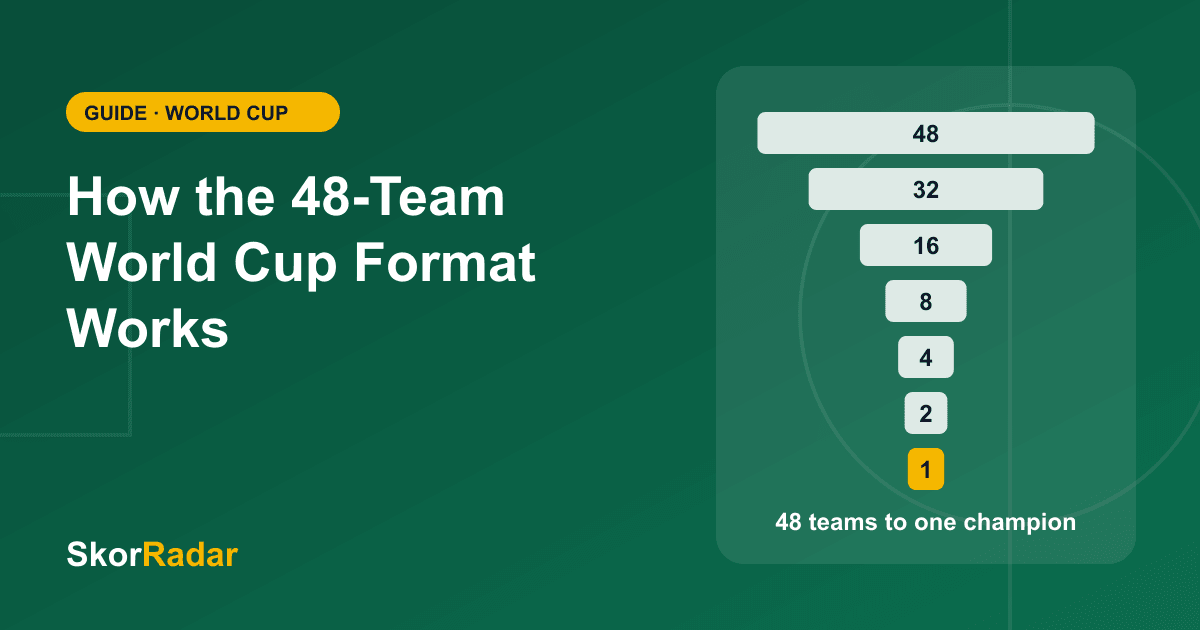 GUIDE · WORLD CUP
How the 48-Team
World Cup Format
Works
SkorRadar
48
32
16
8
4
2
1
48 teams to one champion